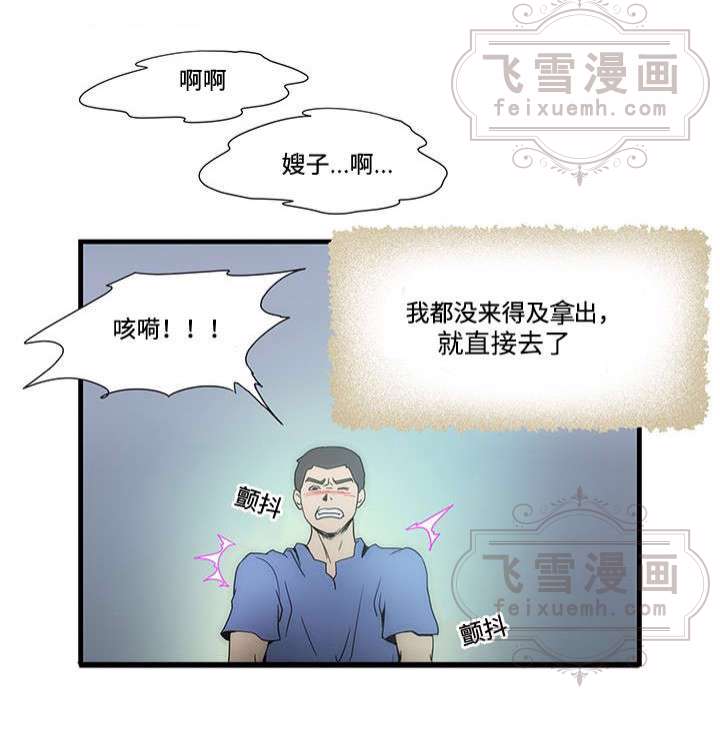 飞雪漫画
feixuemh.com
啊啊
嫂子...啊...
我都没来得及拿出，
就直接去了
咳嗬！！！
颤抖
颤抖
飞雪漫画
feixuemh.com